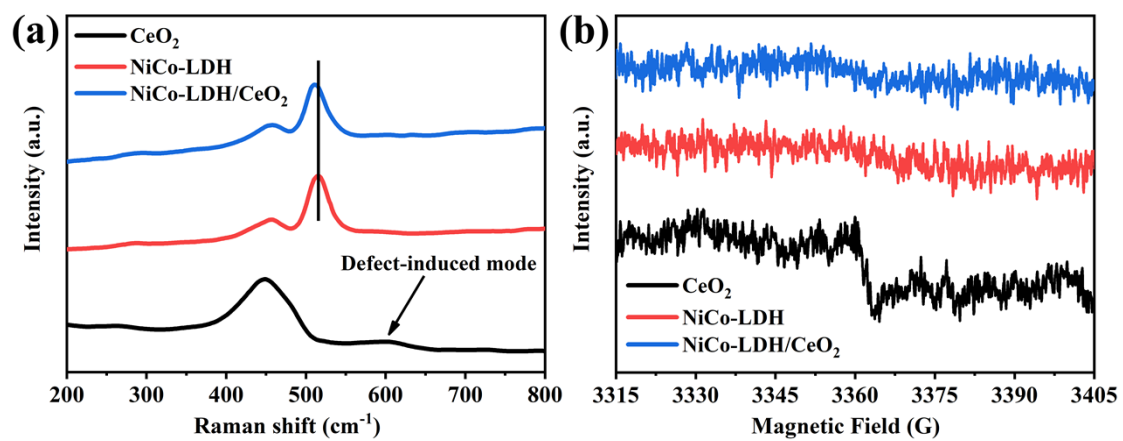 (a)
CeO₂
NiCo-LDH
NiCo-LDH/CeO₂
Defect-induced mode
Intensity (a.u.)
200 300 400 500 600 700 800
Raman shift (cm⁻¹)
(b)
CeO₂
NiCo-LDH
NiCo-LDH/CeO₂
Intensity (a.u.)
3315 3330 3345 3360 3375 3390 3405
Magnetic Field (G)